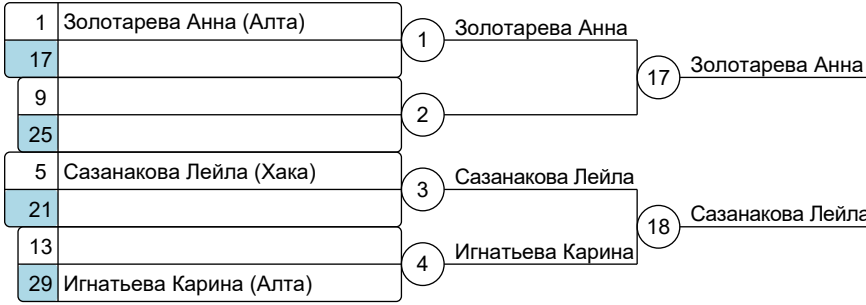 1 Золотарева Анна (Алта)
17
1 Золотарева Анна
17 Золотарева Анна
9
25
2
5 Сазанакова Лейла (Хака)
21
3 Сазанакова Лейла
18 Сазанакова Лейла
13
29 Игнатьева Карина (Алта)
4 Игнатьева Карина